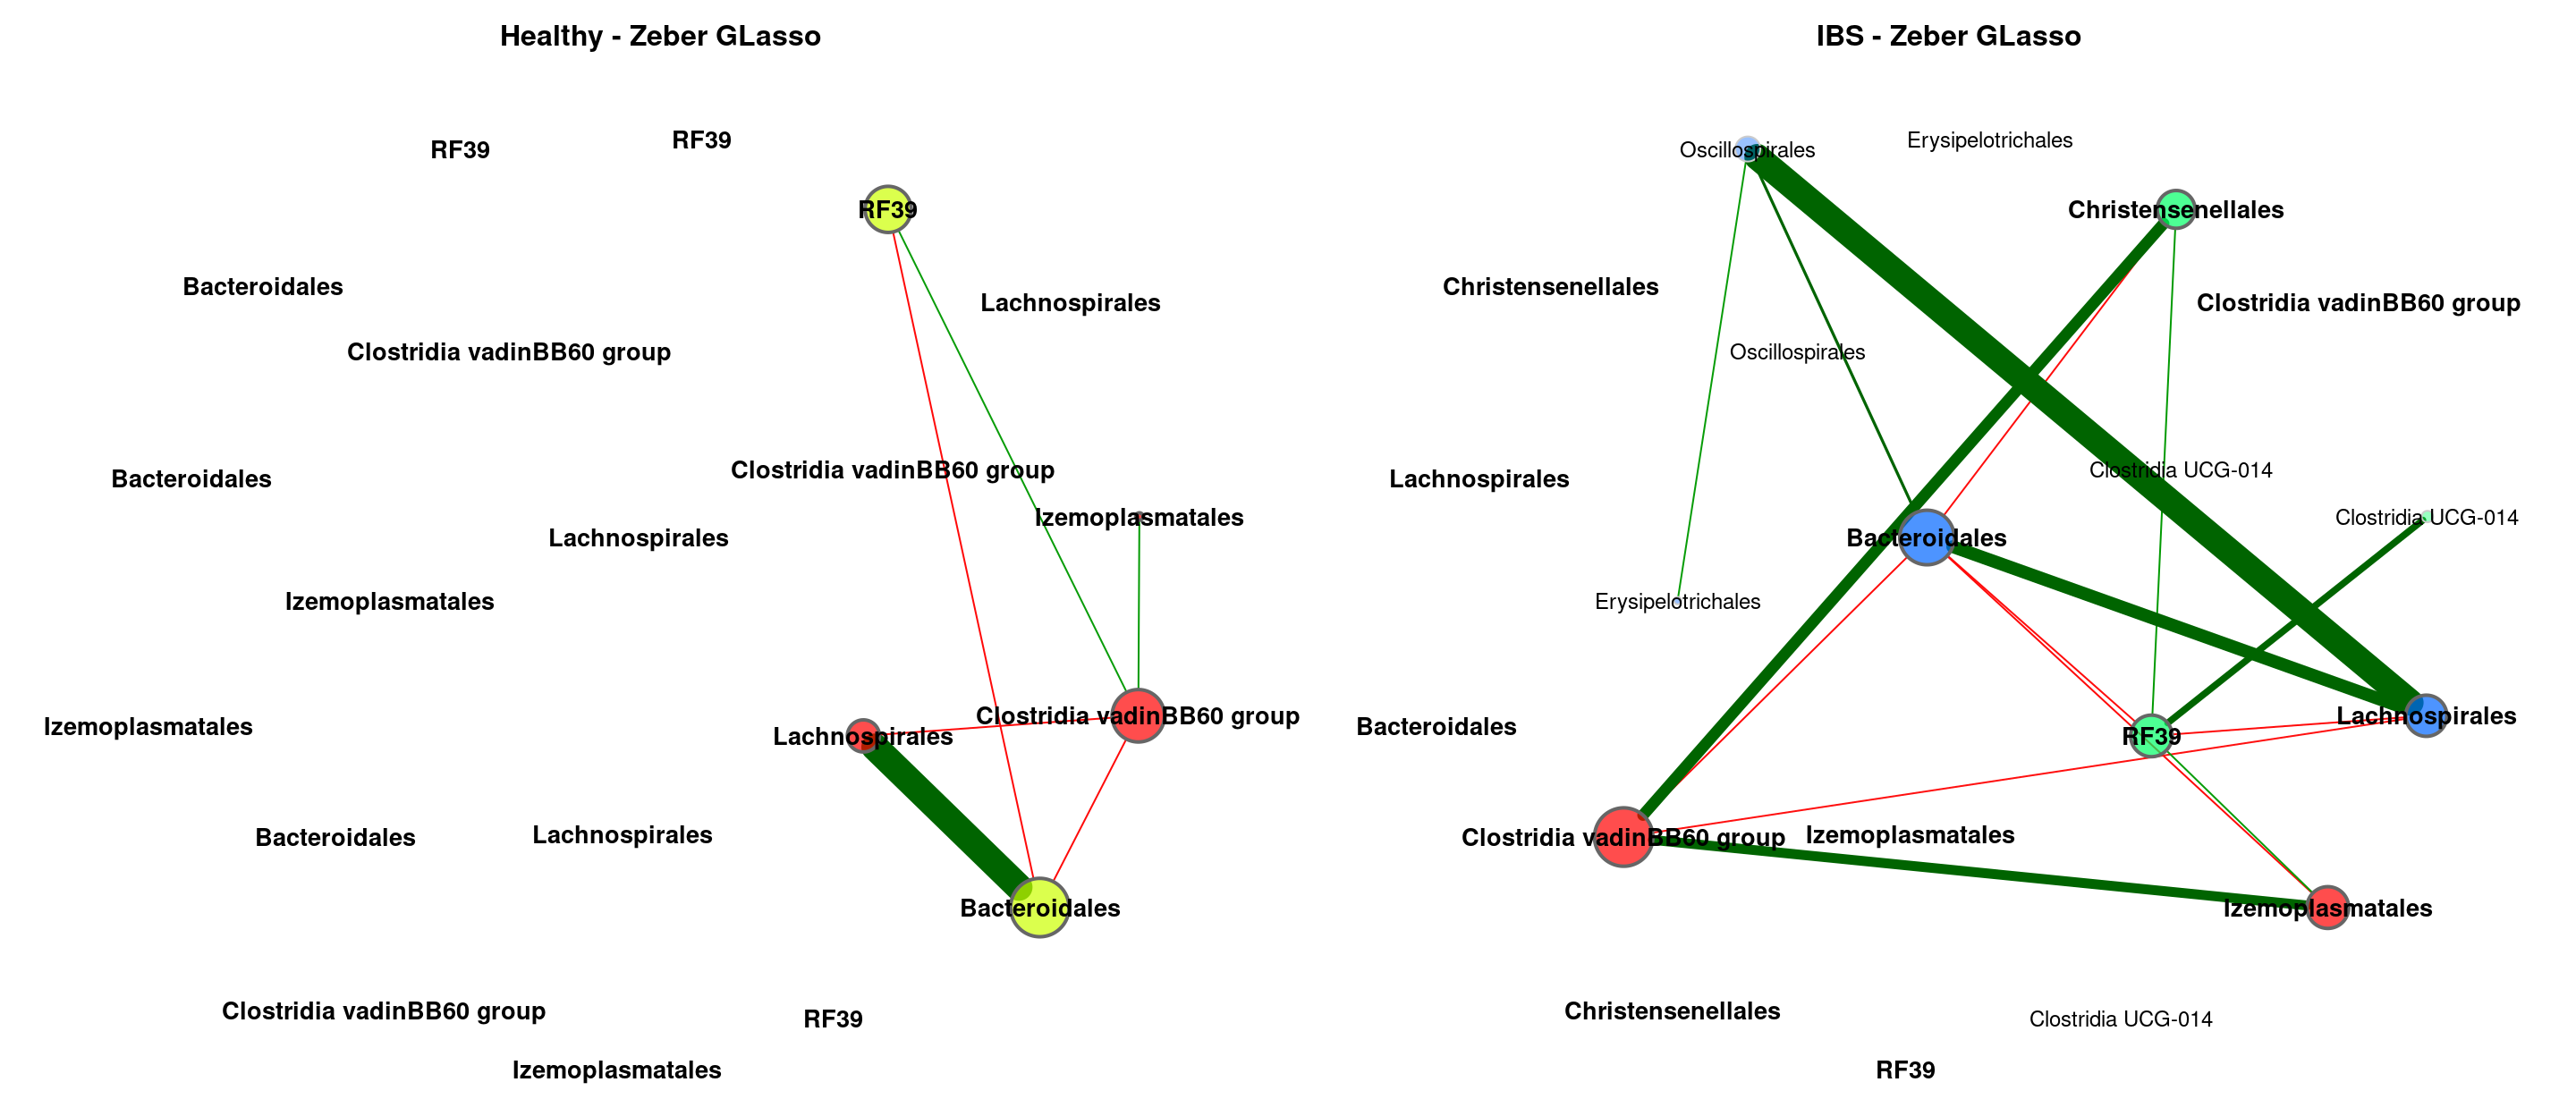 Healthy - Zeber GLasso
RF39
RF39
RF39
Bacteroidales
Lachnospirales
Clostridia vadinBB60 group
Clostridia vadinBB60 group
Bacteroidales
Izemoplasmatales
Lachnospirales
Izemoplasmatales
Clostridia vadinBB60 group
Izemoplasmatales
Lachnospirales
Lachnospirales
Bacteroidales
Bacteroidales
Clostridia vadinBB60 group
RF39
Izemoplasmatales
IBS - Zeber GLasso
Erysipelotrichales
Oscillospirales
Christensenellales
Christensenellales
Clostridia vadinBB60 group
Oscillospirales
Clostridia UCG-014
Lachnospirales
Clostridia UCG-014
Bacteroidales
Erysipelotrichales
Lachnospirales
Bacteroidales
RF39
Izemoplasmatales
Clostridia vadinBB60 group
Izemoplasmatales
Christensenellales
Clostridia UCG-014
RF39